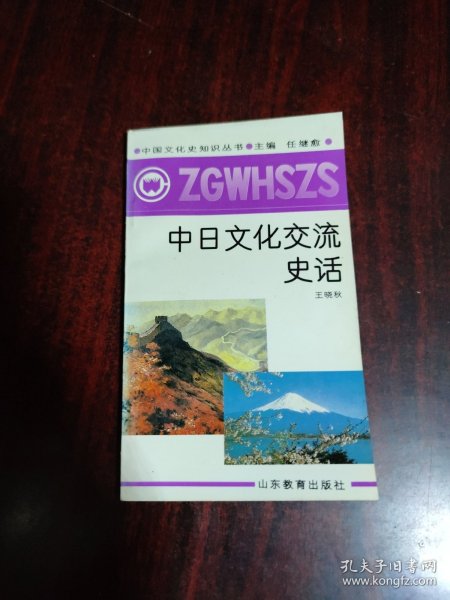 ●中国文化史知识丛书●主编 任继愈●
ZGWHSZS
中日文化交流
史话
王晓秋
山东教育出版社
孔夫子旧书网
www.kongfz.com